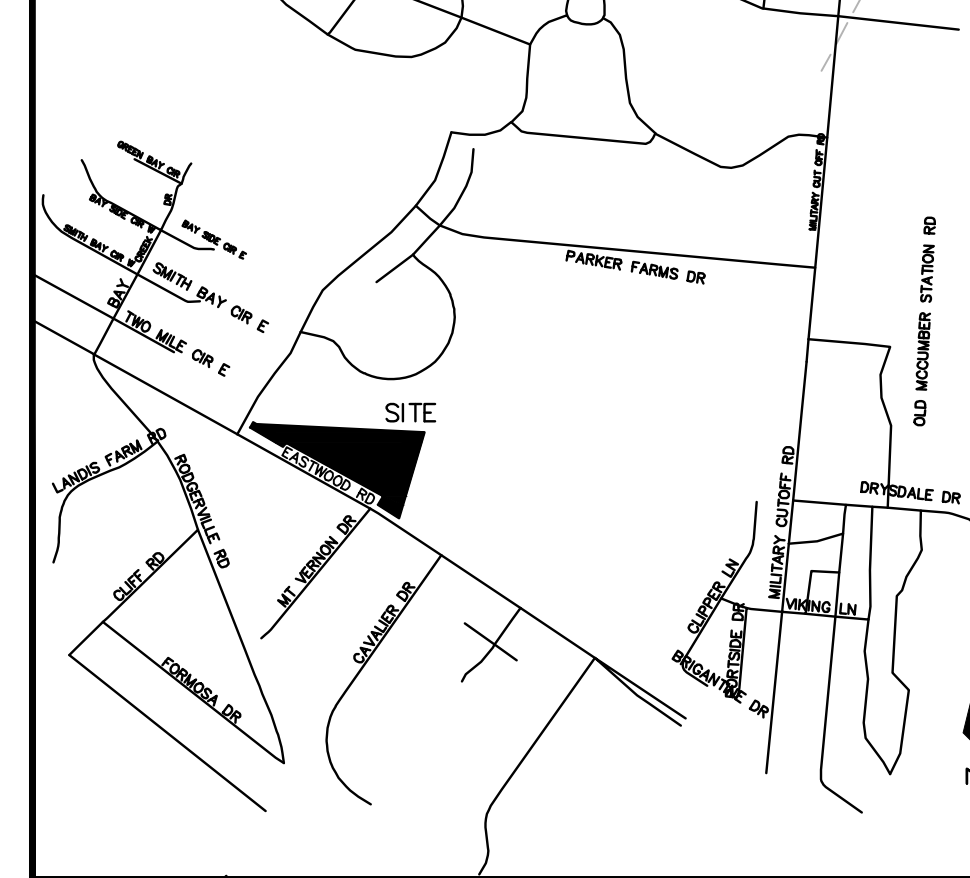 GREEN BAY CIR
DR
BAY SIDE CIR W
BAY SIDE CIR E
SMITH BAY CIR W
CREEK
SMITH BAY CIR E
BAY
TWO MILE CIR E
MILITARY CUT OFF RD
PARKER FARMS DR
OLD MCCUMBER STATION RD
SITE
EASTWOOD RD
LANDIS FARM RD
RODGERVILLE RD
MILITARY CUTOFF RD
DRYSDALE DR
MT VERNON DR
CLIFF RD
CAVALIER DR
CLIPPER LN
VIKING LN
PORTSIDE DR
BRIGANTINE DR
FORMOSA DR